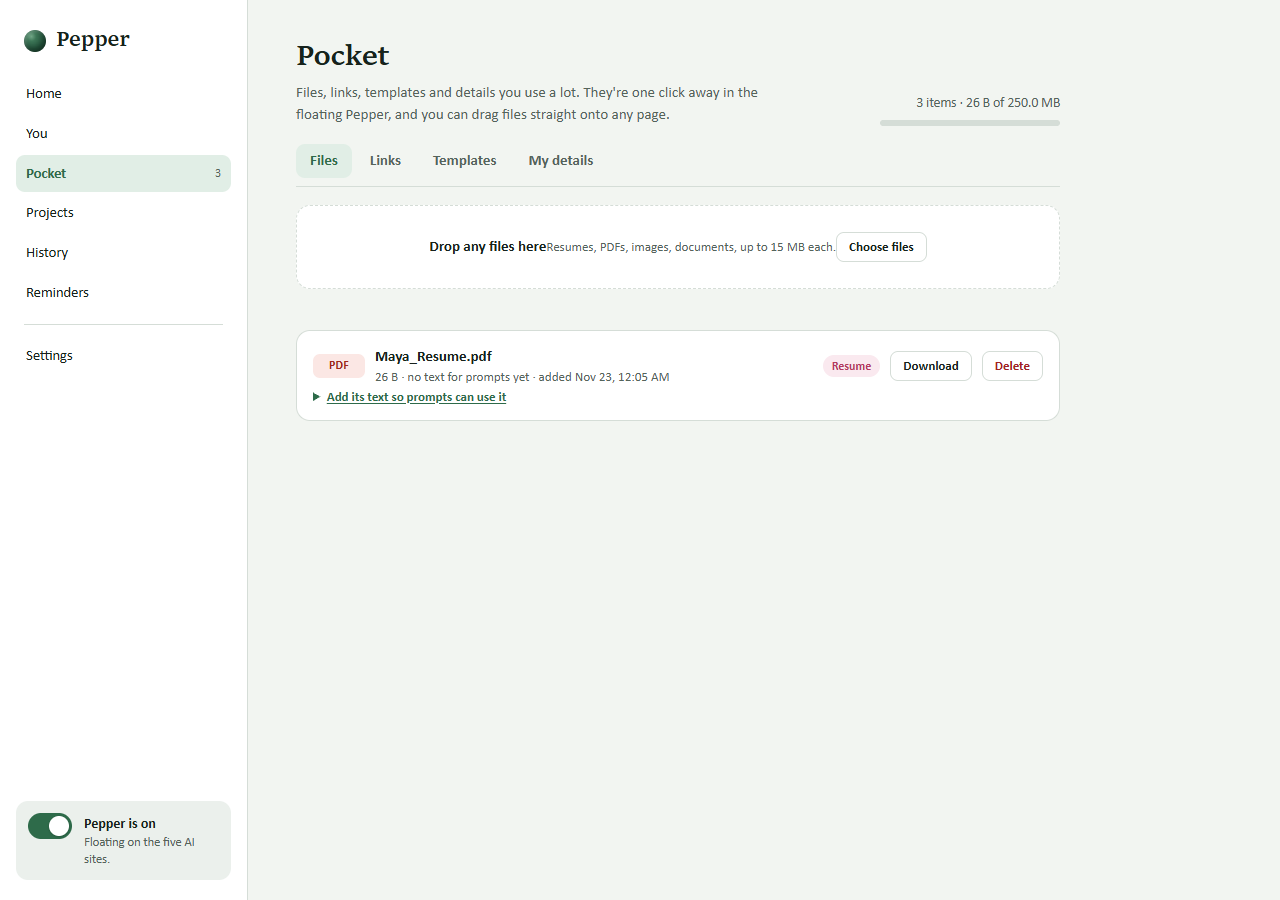 Pepper
Home
You
Pocket 3
Projects
History
Reminders
Settings
Pepper is on
Floating on the five AI
sites.
Pocket
Files, links, templates and details you use a lot. They're one click away in the
floating Pepper, and you can drag files straight onto any page.
3 items · 26 B of 250.0 MB
Files Links Templates My details
Drop any files here Resumes, PDFs, images, documents, up to 15 MB each. Choose files
PDF
Maya_Resume.pdf
26 B · no text for prompts yet · added Nov 23, 12:05 AM
Resume Download Delete
Add its text so prompts can use it